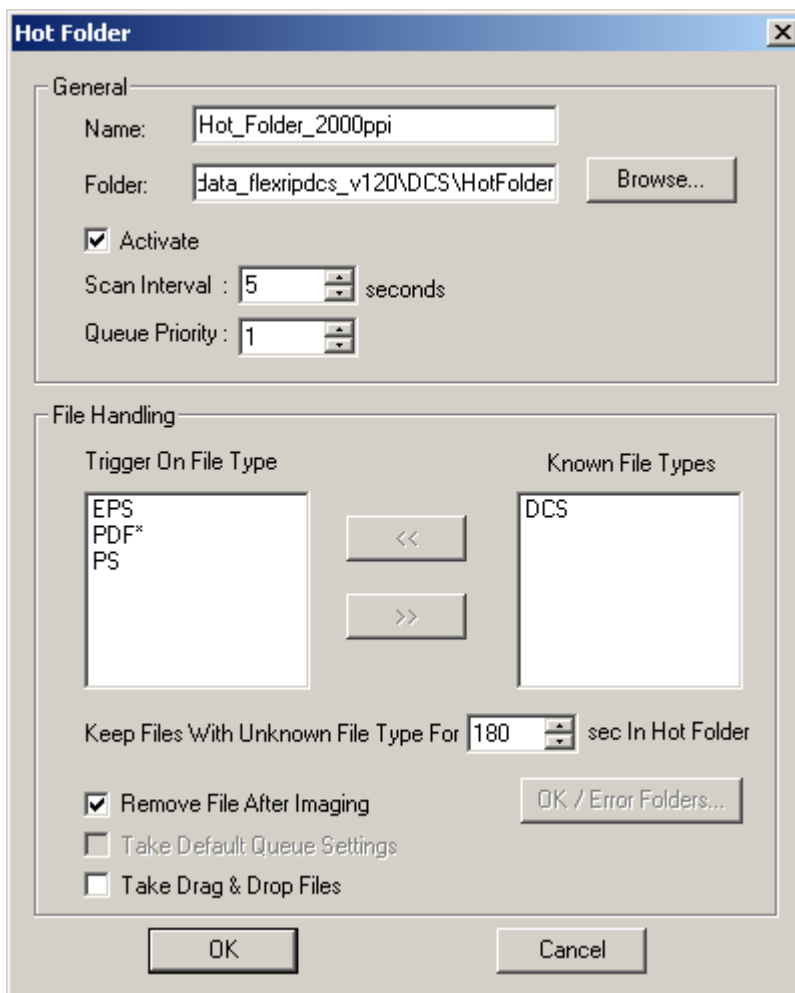 Hot Folder
General
Name: Hot_Folder_2000ppi
Folder: data_flexripdcs_v120\DCS\HotFolder Browse...
Activate
Scan Interval : 5 seconds
Queue Priority : 1
File Handling
Trigger On File Type Known File Types
EPS DCS
PDF*
PS
<<
>>
Keep Files With Unknown File Type For 180 sec In Hot Folder
Remove File After Imaging OK / Error Folders...
Take Default Queue Settings
Take Drag & Drop Files
OK Cancel